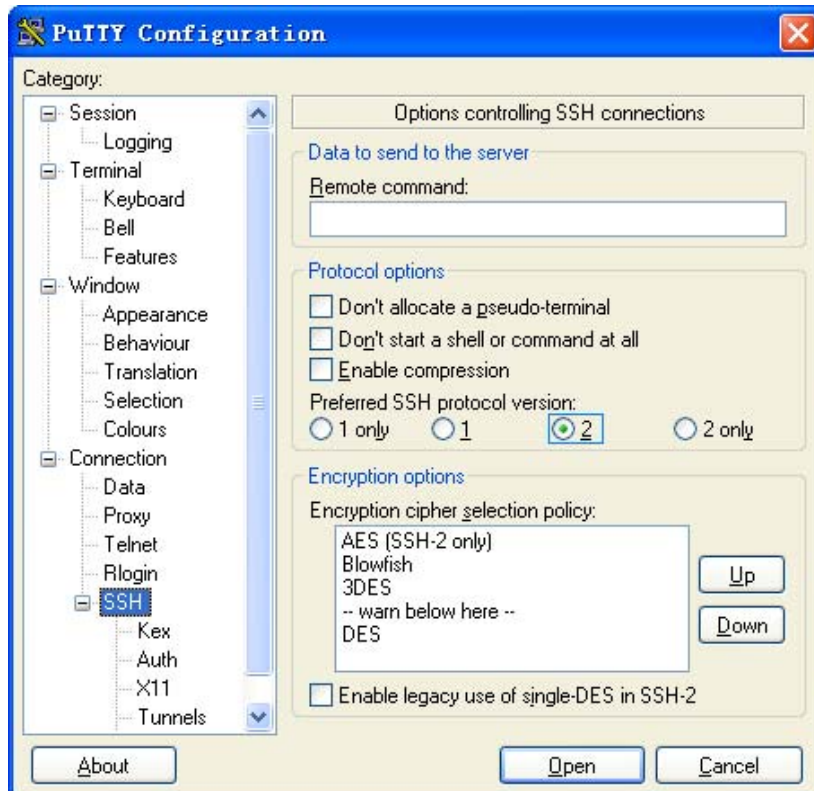 PuTTY Configuration
Category:
Session
Logging
Terminal
Keyboard
Bell
Features
Window
Appearance
Behaviour
Translation
Selection
Colours
Connection
Data
Proxy
Telnet
Rlogin
SSH
Kex
Auth
X11
Tunnels
Options controlling SSH connections
Data to send to the server
Remote command:
Protocol options
Don't allocate a pseudo-terminal
Don't start a shell or command at all
Enable compression
Preferred SSH protocol version:
1 only 1 2 2 only
Encryption options
Encryption cipher selection policy:
AES (SSH-2 only)
Blowfish
3DES
-- warn below here --
DES
Up
Down
Enable legacy use of single-DES in SSH-2
About Open Cancel